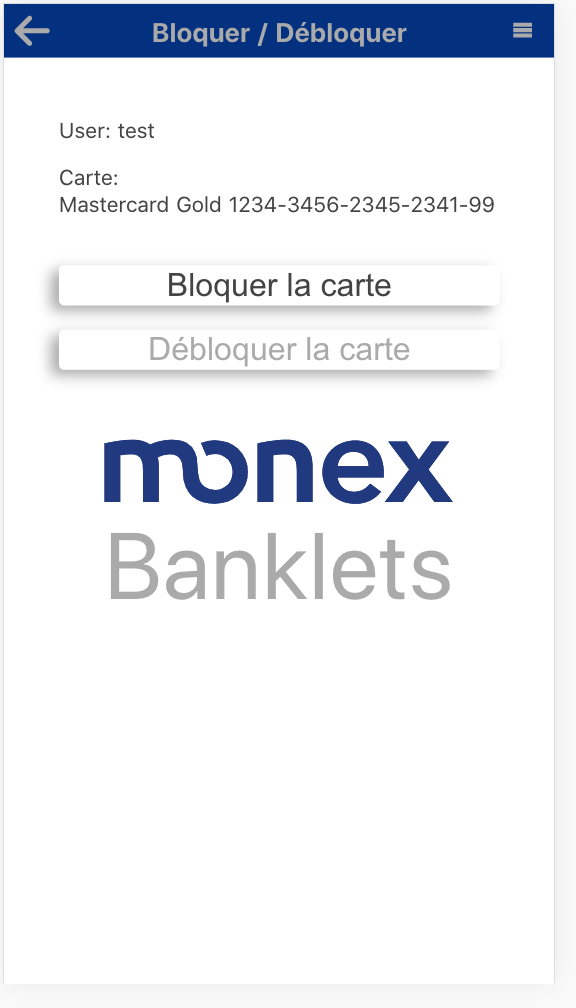 Bloquer / Débloquer
User: test
Carte:
Mastercard Gold 1234-3456-2345-2341-99
Bloquer la carte
Débloquer la carte
monex
Banklets